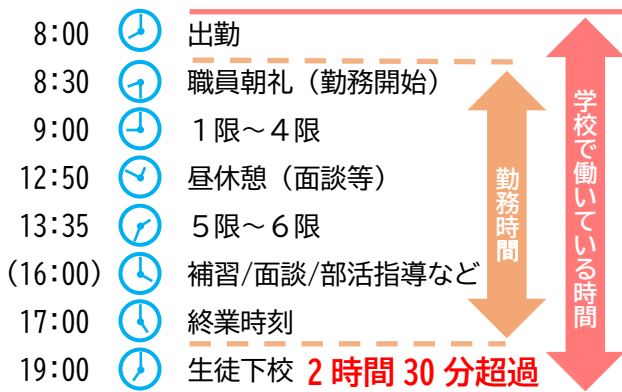 8:00 出勤
8:30 職員朝礼（勤務開始）
9:00 １限～４限
12:50 昼休憩（面談等）
13:35 ５限～６限
(16:00) 補習/面談/部活指導など
17:00 終業時刻
19:00 生徒下校 2時間30分超過
勤務時間
学校で働いている時間